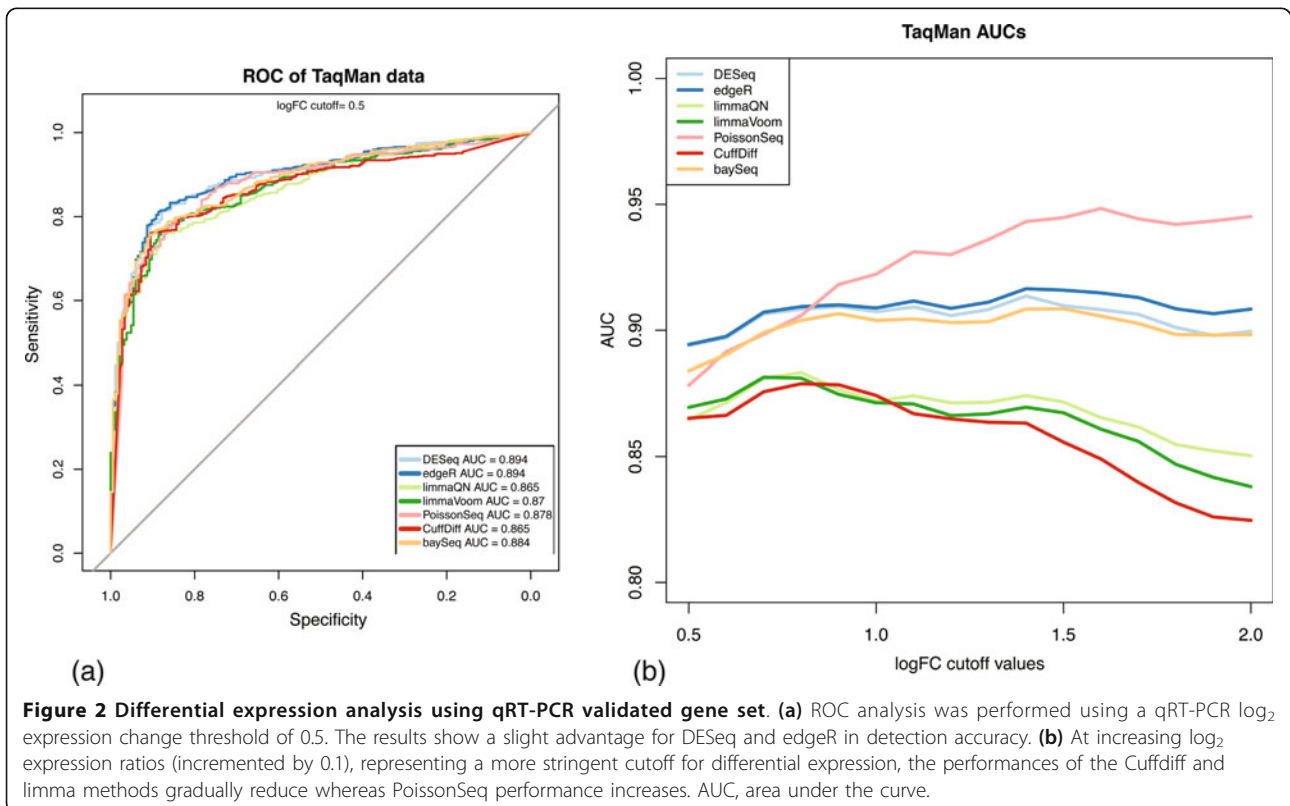 ROC of TaqMan data
logFC cutoff= 0.5
Sensitivity
1.0
0.8
0.6
0.4
0.2
0.0
DESeq AUC = 0.894
edgeR AUC = 0.894
limmaQN AUC = 0.865
limmaVoom AUC = 0.87
PoissonSeq AUC = 0.878
CuffDiff AUC = 0.865
baySeq AUC = 0.884
1.0 0.8 0.6 0.4 0.2 0.0
Specificity
(a)
TaqMan AUCs
DESeq
edgeR
limmaQN
limmaVoom
PoissonSeq
CuffDiff
baySeq
AUC
1.00
0.95
0.90
0.85
0.80
0.5 1.0 1.5 2.0
logFC cutoff values
(b)
Figure 2 Differential expression analysis using qRT-PCR validated gene set. (a) ROC analysis was performed using a qRT-PCR log2
expression change threshold of 0.5. The results show a slight advantage for DESeq and edgeR in detection accuracy. (b) At increasing log2
expression ratios (incremented by 0.1), representing a more stringent cutoff for differential expression, the performances of the Cuffdiff and
limma methods gradually reduce whereas PoissonSeq performance increases. AUC, area under the curve.